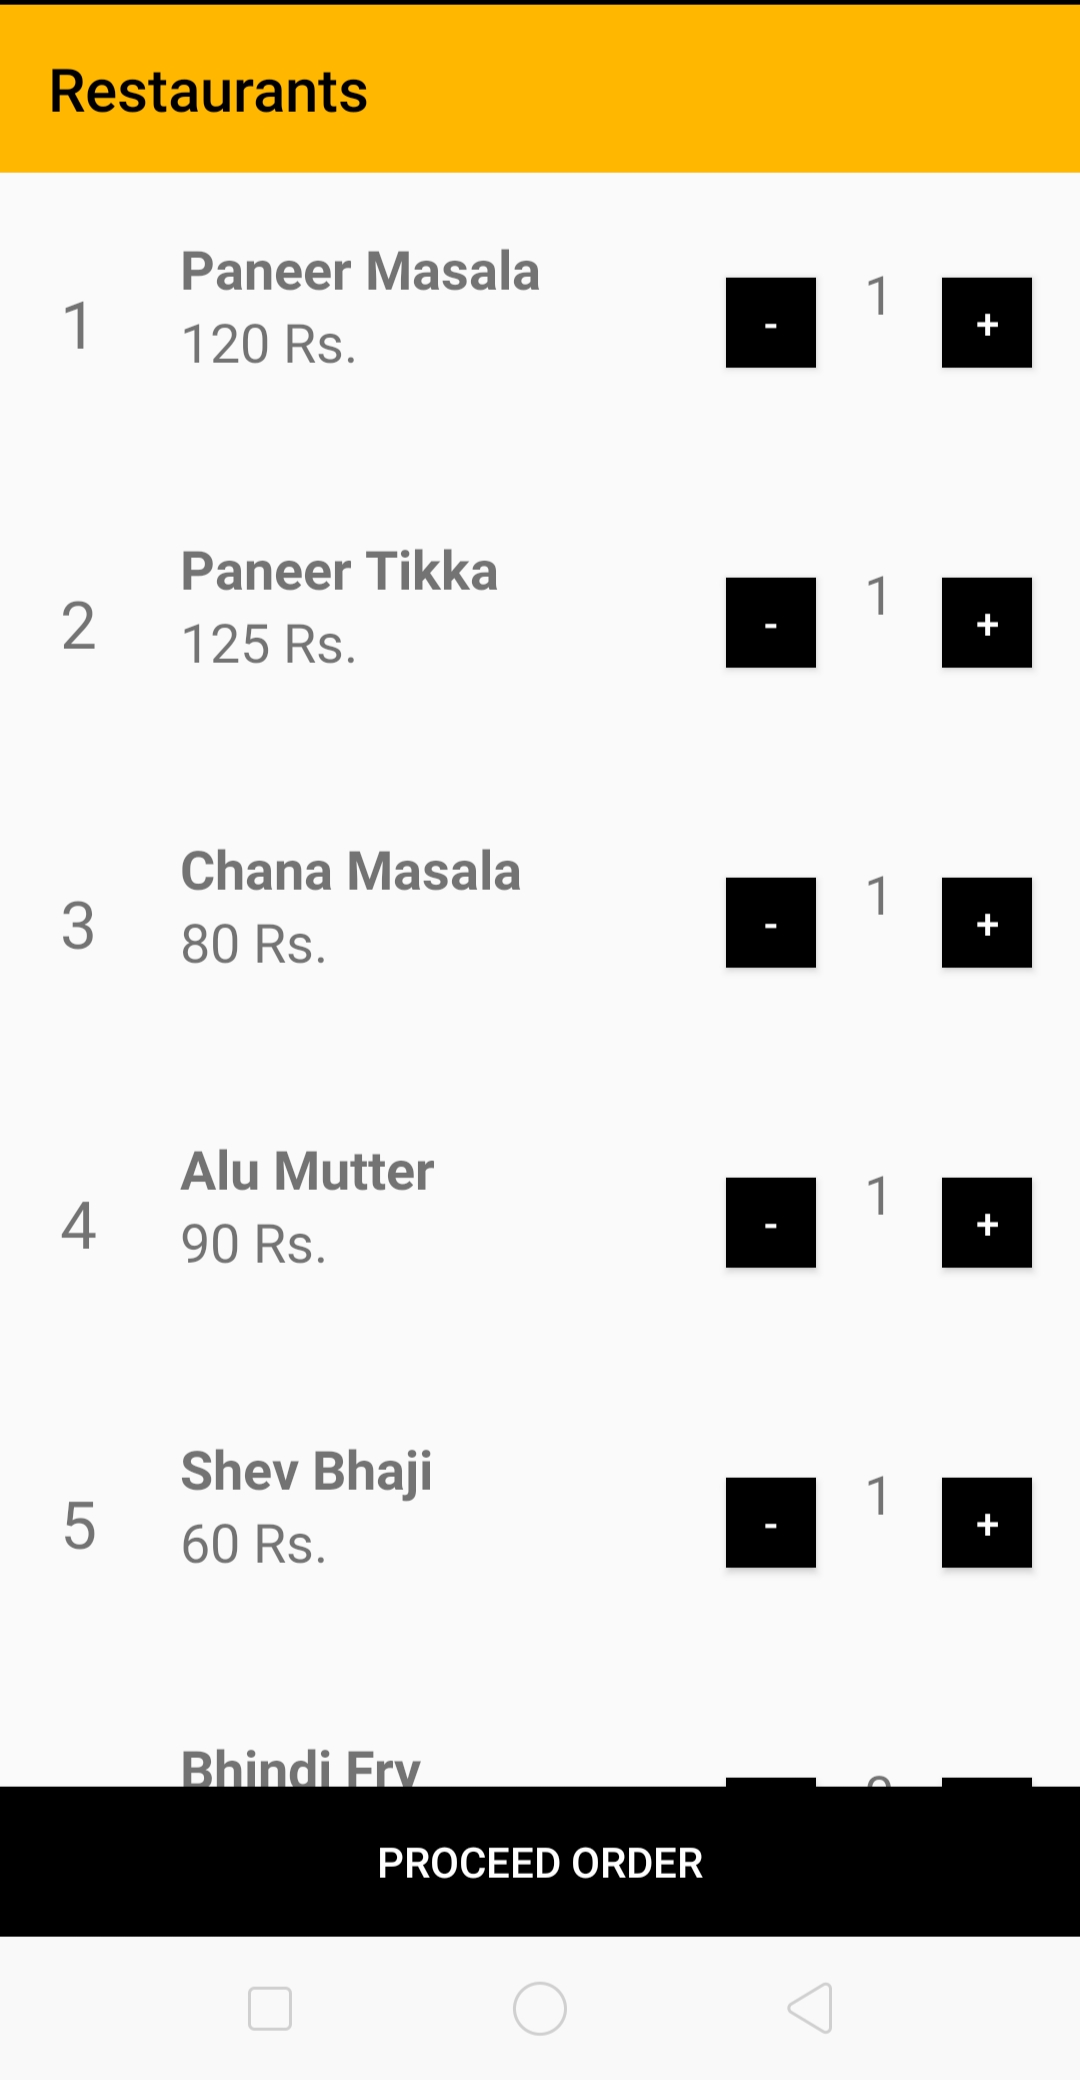 Restaurants
Paneer Masala
1
120 Rs.
- 1 +
Paneer Tikka
2
125 Rs.
- 1 +
Chana Masala
3
80 Rs.
- 1 +
Alu Mutter
4
90 Rs.
- 1 +
Shev Bhaji
5
60 Rs.
- 1 +
Bhindi Fry
PROCEED ORDER